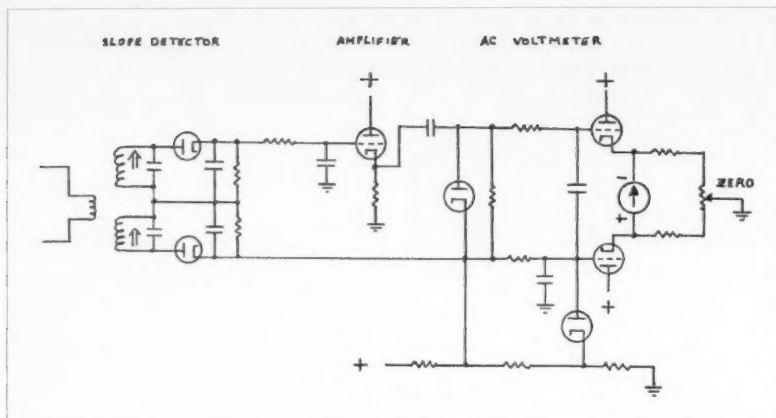 SLOPE DETECTOR
AMPLIFIER
AC VOLTMETER
+
+
-
ZERO
+
+
+